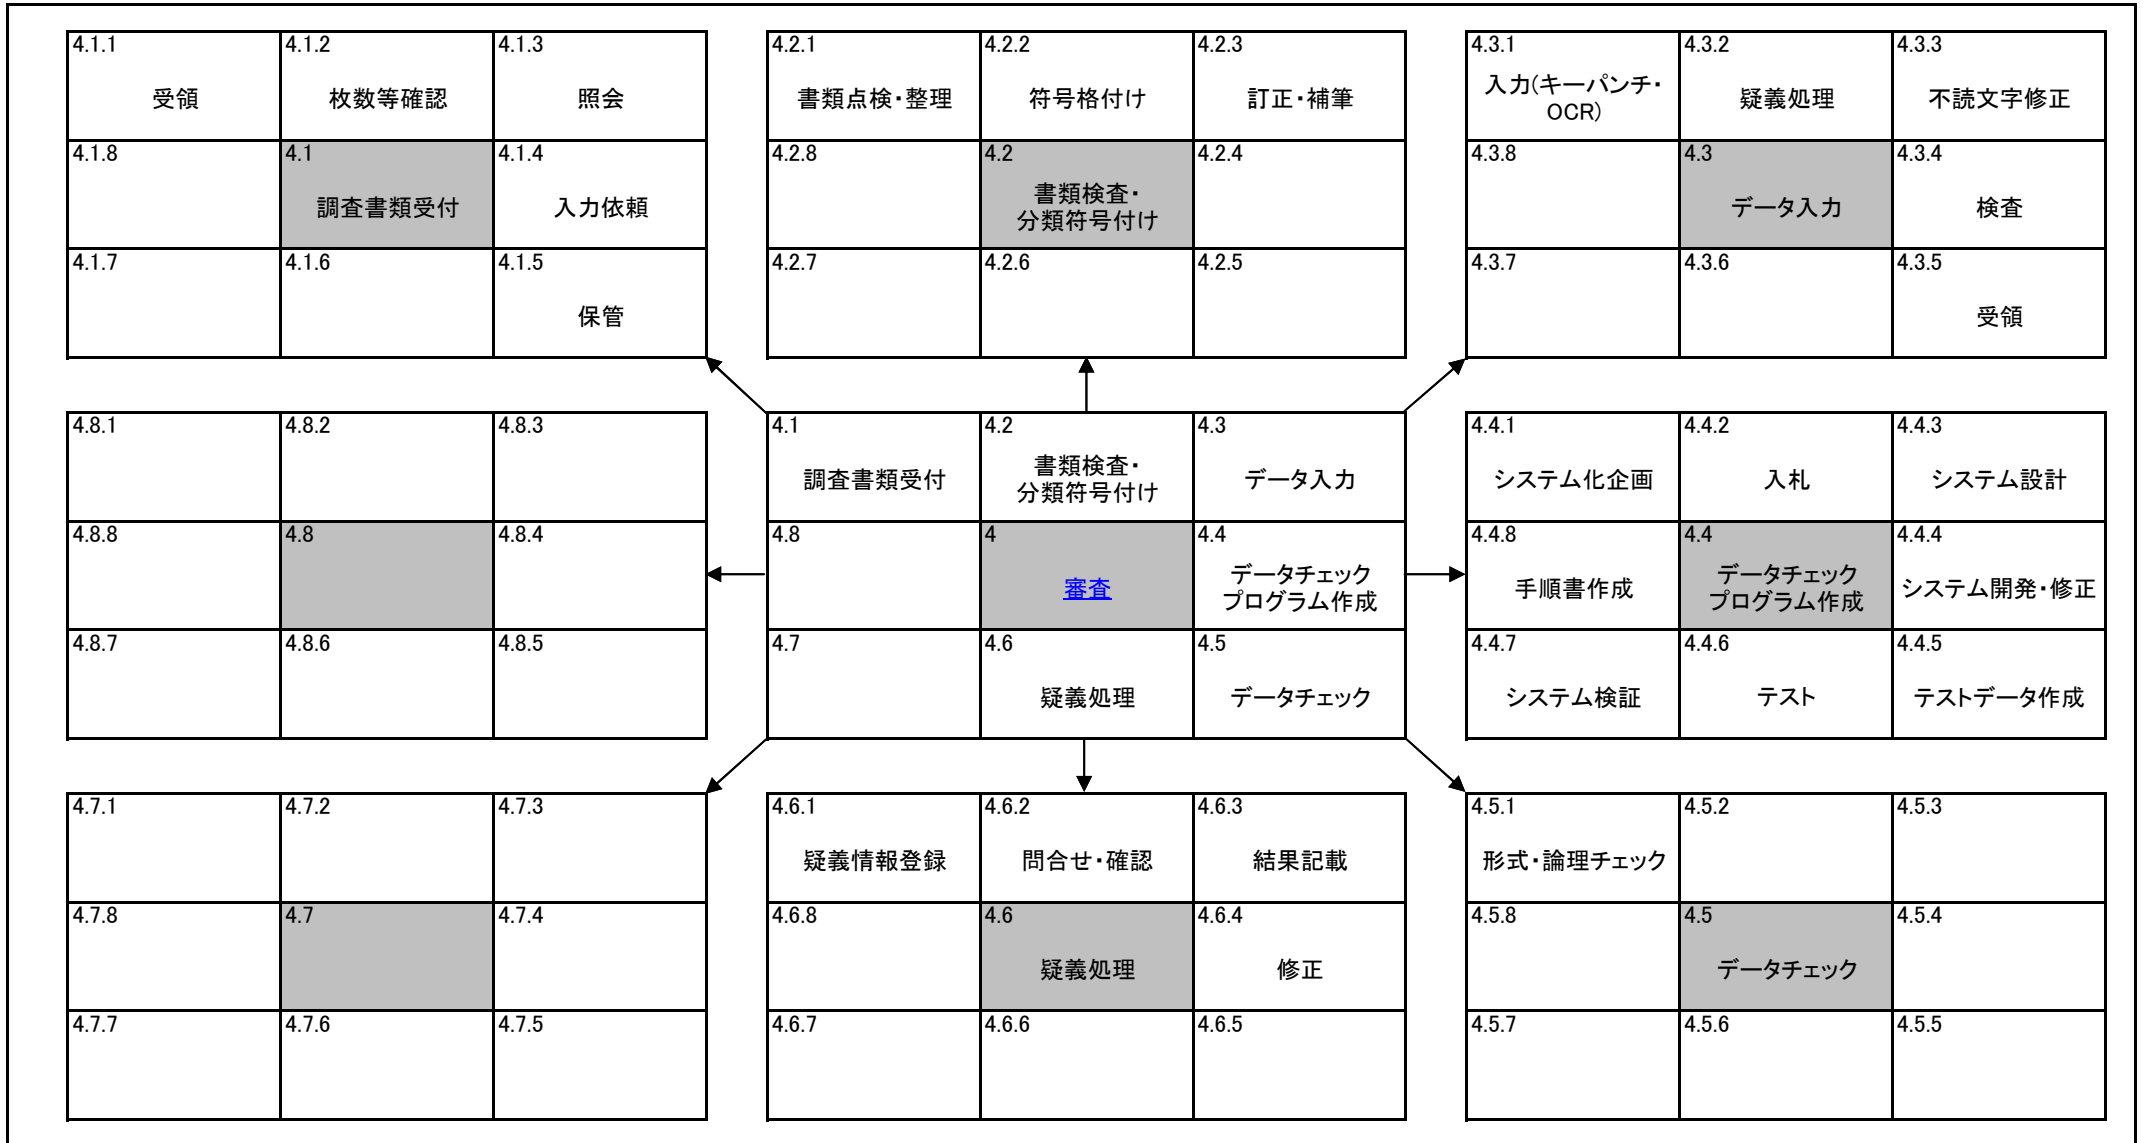 4.1.1
受領
4.1.2
枚数等確認
4.1.3
照会
4.1.8
4.1
調査書類受付
4.1.4
入力依頼
4.1.7
4.1.6
4.1.5
保管
4.2.1
書類点検・整理
4.2.2
符号格付け
4.2.3
訂正・補筆
4.2.8
4.2
書類検査・
分類符号付け
4.2.4
4.2.7
4.2.6
4.2.5
4.3.1
入力(キーパンチ・
OCR)
4.3.2
疑義処理
4.3.3
不読文字修正
4.3.8
4.3
データ入力
4.3.4
検査
4.3.7
4.3.6
4.3.5
受領
4.8.1
4.8.2
4.8.3
4.8.8
4.8
4.8.4
4.8.7
4.8.6
4.8.5
4.1
調査書類受付
4.2
書類検査・
分類符号付け
4.3
データ入力
4.8
4
審査
4.4
データチェック
プログラム作成
4.7
4.6
疑義処理
4.5
データチェック
4.4.1
システム化企画
4.4.2
入札
4.4.3
システム設計
4.4.8
手順書作成
4.4
データチェック
プログラム作成
4.4.4
システム開発・修正
4.4.7
システム検証
4.4.6
テスト
4.4.5
テストデータ作成
4.7.1
4.7.2
4.7.3
4.7.8
4.7
4.7.4
4.7.7
4.7.6
4.7.5
4.6.1
疑義情報登録
4.6.2
問合せ・確認
4.6.3
結果記載
4.6.8
4.6
疑義処理
4.6.4
修正
4.6.7
4.6.6
4.6.5
4.5.1
形式・論理チェック
4.5.2
4.5.3
4.5.8
4.5
データチェック
4.5.4
4.5.7
4.5.6
4.5.5